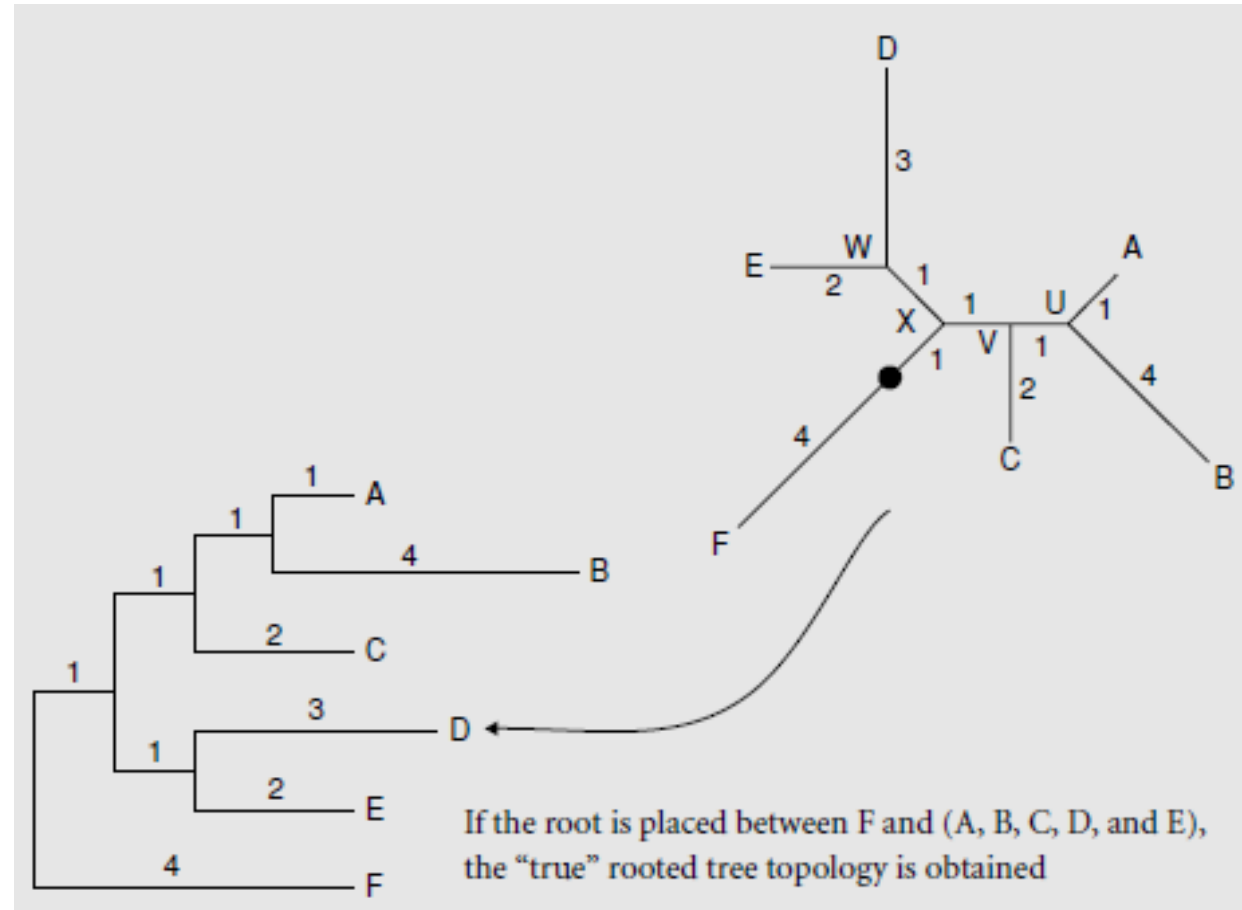 D
3
W
A
E
1
2
1
U
1
X
V
1
1
2
4
4
C
B
F
1
A
1
4
B
1
2
C
1
3
D
1
2
E
If the root is placed between F and (A, B, C, D, and E),
the “true” rooted tree topology is obtained
4
F